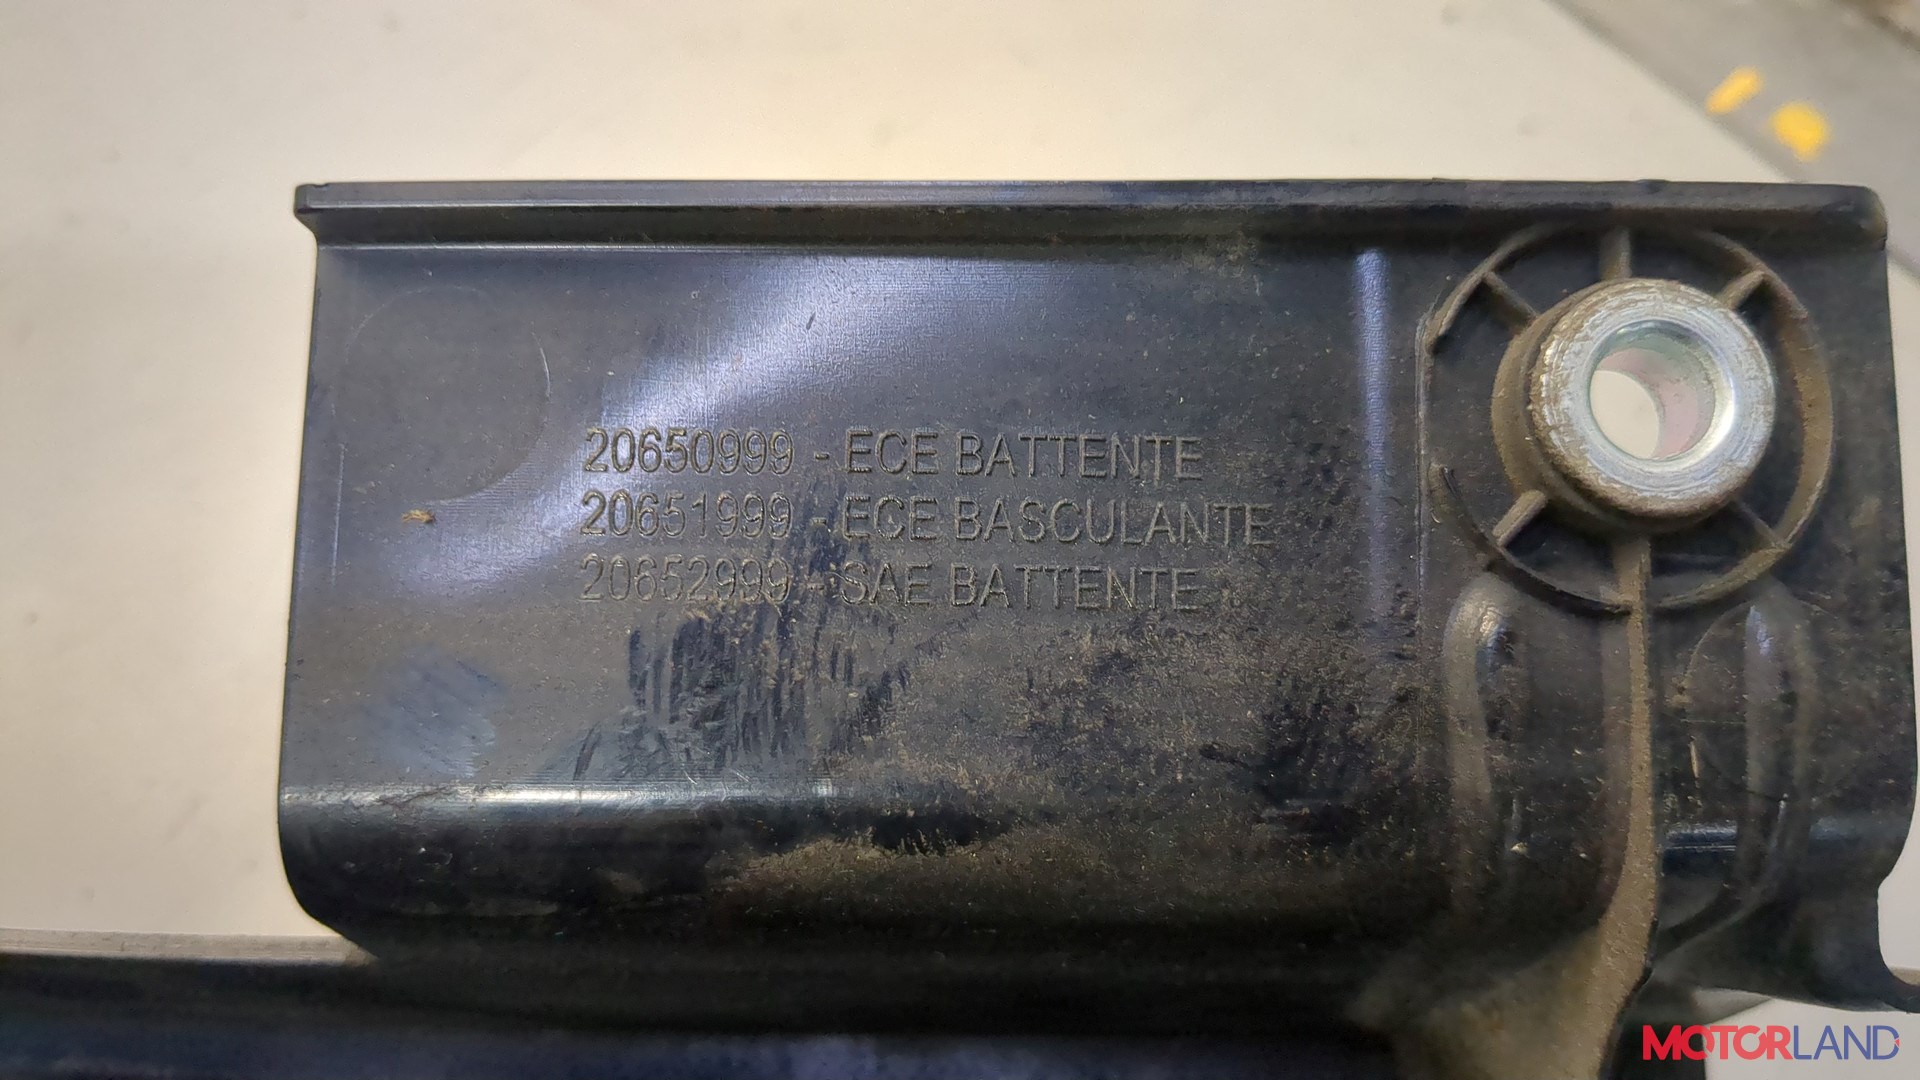 20650999 - ECE BATTENTE
20651999 - ECE BASCULANTE
20652999 - SAE BATTENTE
MOTORLAND